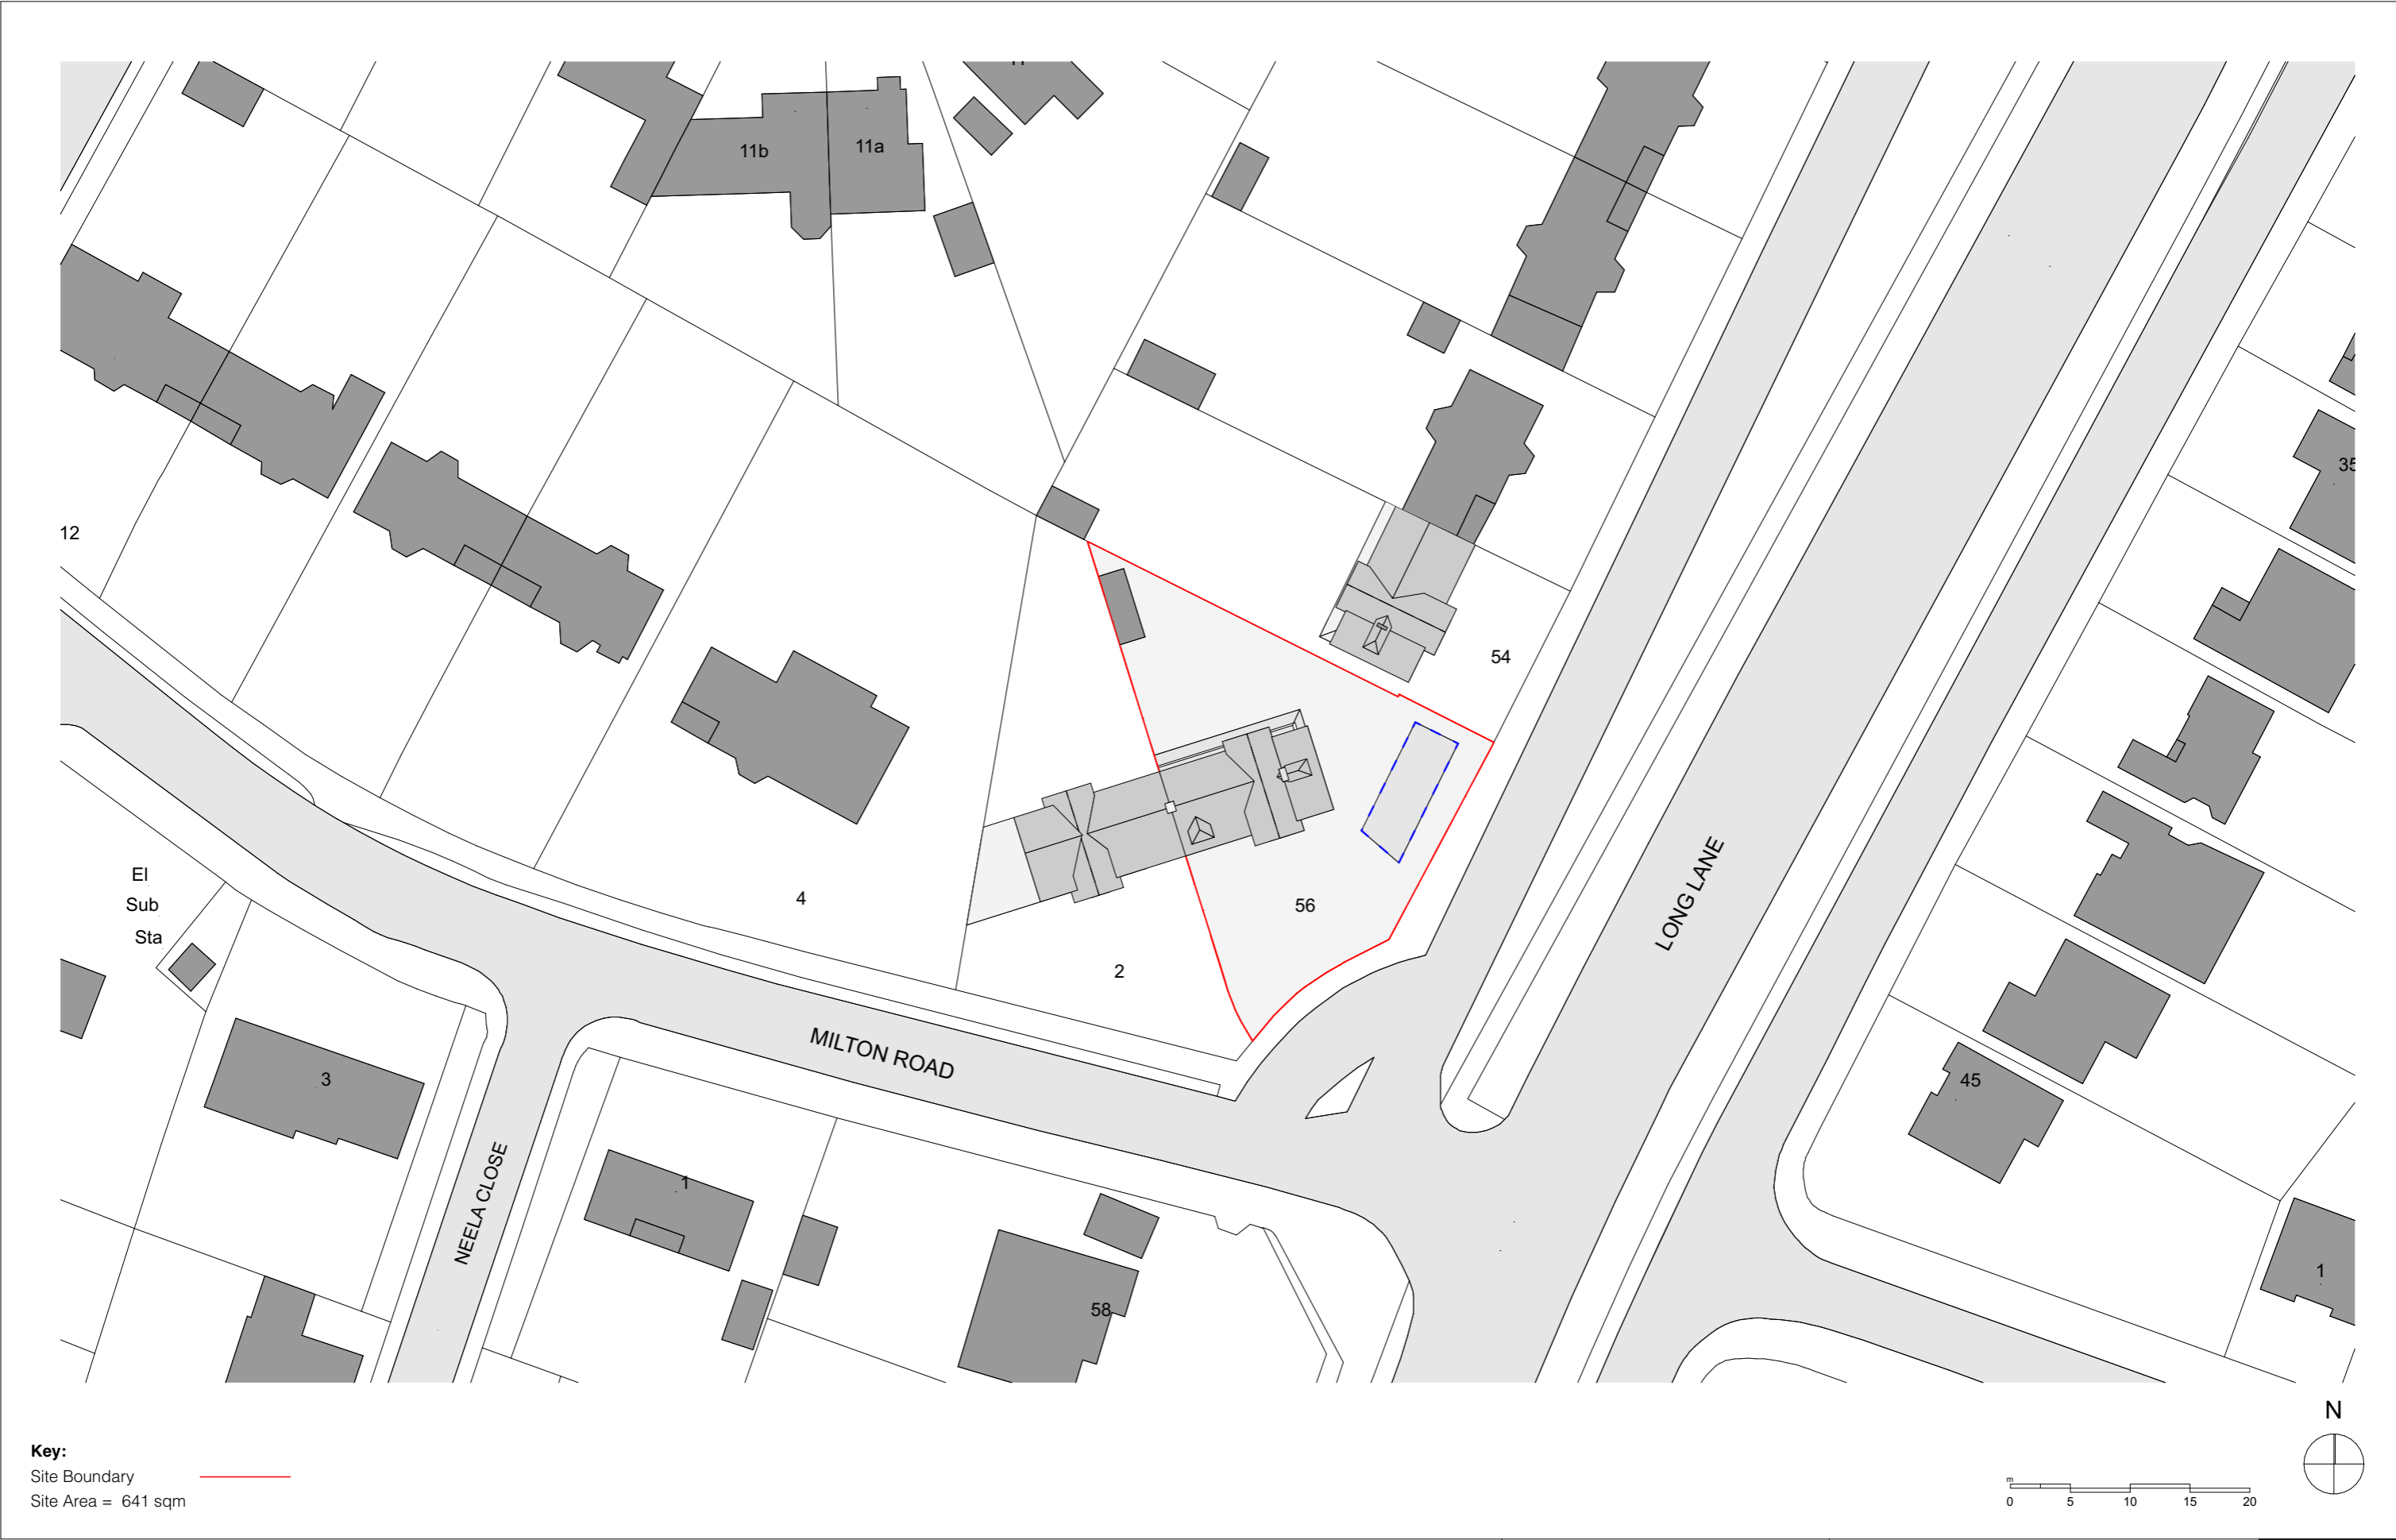 11b
11a
35
12
54
El
Sub
Sta
4
56
LONG LANE
2
MILTON ROAD
3
45
NEELA CLOSE
1
58
1
N
Key:
Site Boundary
Site Area = 641 sqm
m
0 5 10 15 20